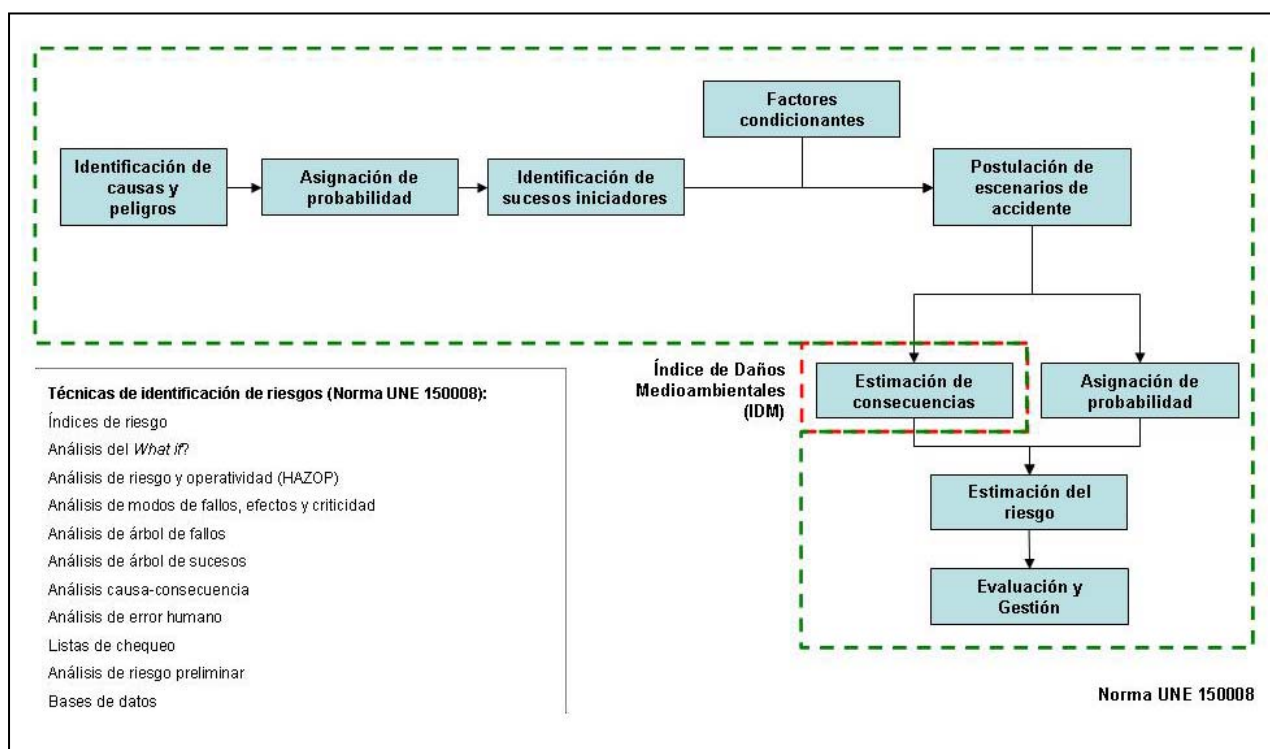 Factores
condicionantes
Identificación de
causas y
peligros
Asignación de
probabilidad
Identificación de
sucesos iniciadores
Postulación de
escenarios de
accidente
Índice de Daños
Medioambientales
(IDM)
Estimación de
consecuencias
Asignación de
probabilidad
Estimación del
riesgo
Evaluación y
Gestión
Técnicas de identificación de riesgos (Norma UNE 150008):
Índices de riesgo
Análisis del What if?
Análisis de riesgo y operatividad (HAZOP)
Análisis de modos de fallos, efectos y criticidad
Análisis de árbol de fallos
Análisis de árbol de sucesos
Análisis causa-consecuencia
Análisis de error humano
Listas de chequeo
Análisis de riesgo preliminar
Bases de datos
Norma UNE 150008